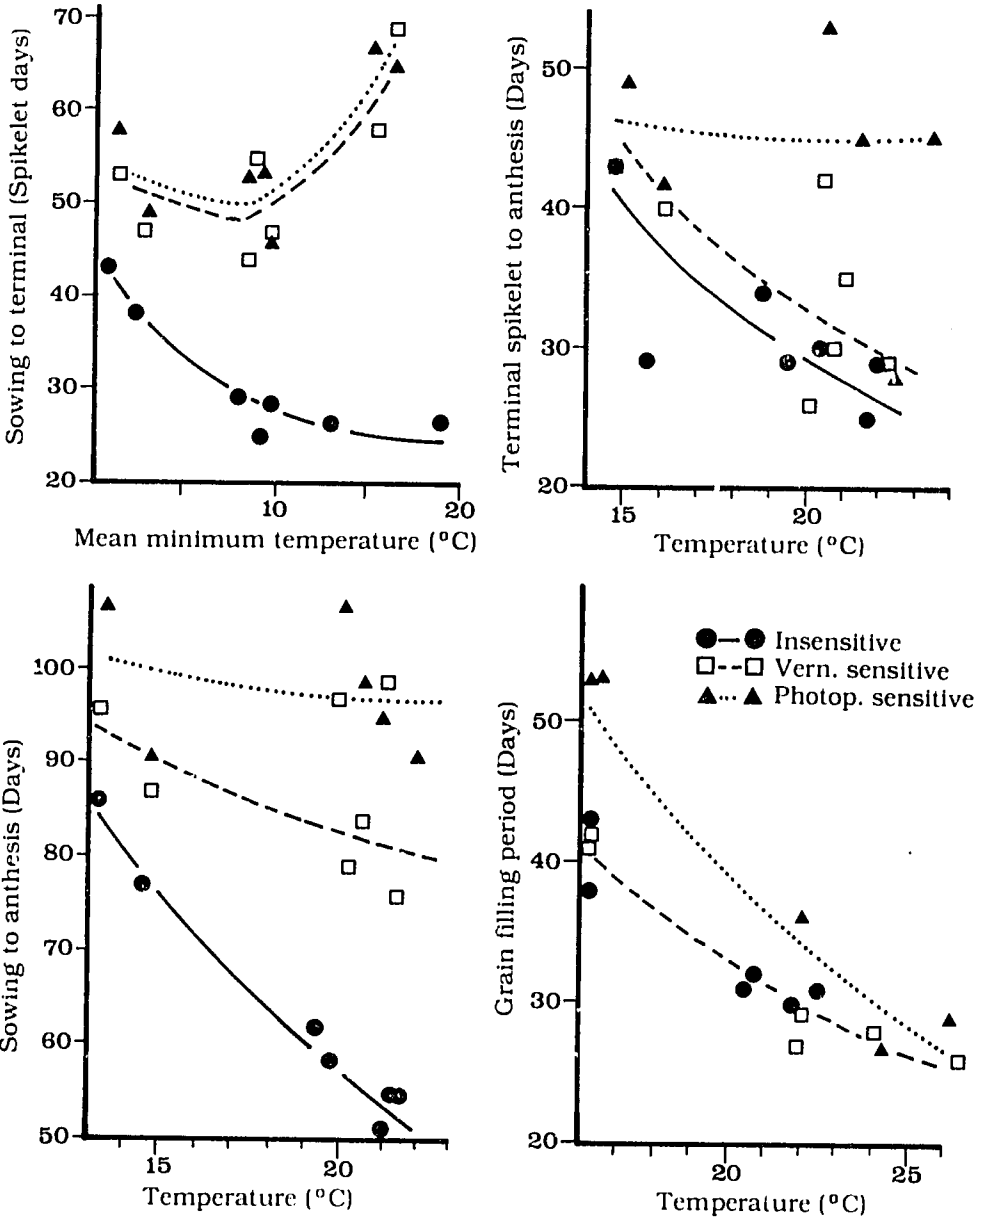 Sowing to terminal (Spikelet days)
70
60
50
40
30
20
10
20
Mean minimum temperature (°C)
Terminal spikelet to anthesis (Days)
50
40
30
20
15
20
Temperature (°C)
Sowing to anthesis (Days)
100
90
80
70
60
50
15
20
Temperature (°C)
Grain filling period (Days)
50
40
30
20
20
25
Temperature (°C)
Insensitive
Vern. sensitive
Photop. sensitive